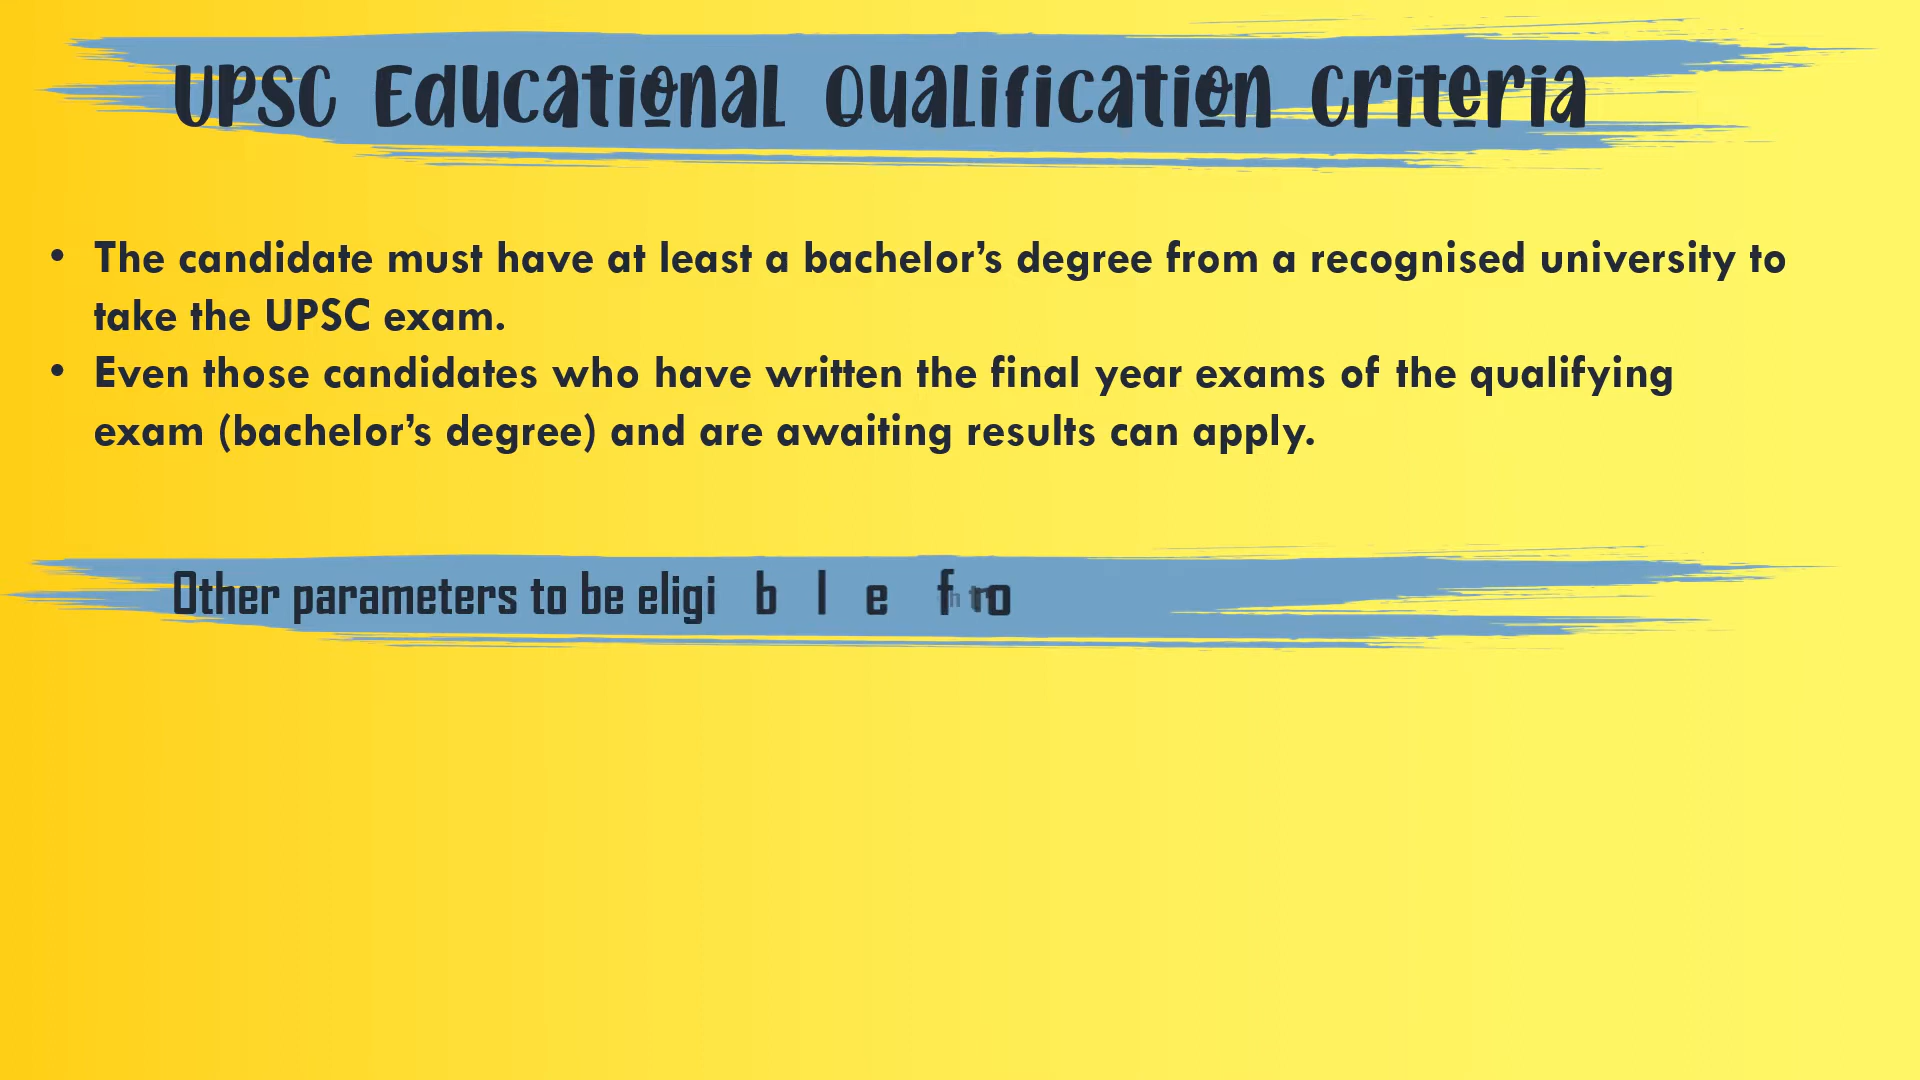 UPSC Educational Qualification Criteria
• The candidate must have at least a bachelor’s degree from a recognised university to
take the UPSC exam.
• Even those candidates who have written the final year exams of the qualifying
exam (bachelor’s degree) and are awaiting results can apply.
Other parameters to be eligible